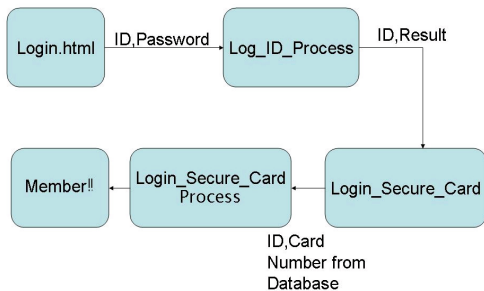 Login.html
ID,Password
Log_ID_Process
ID,Result
Login_Secure_Card
ID,Card
Number from
Database
Login_Secure_Card
Process
Member!!